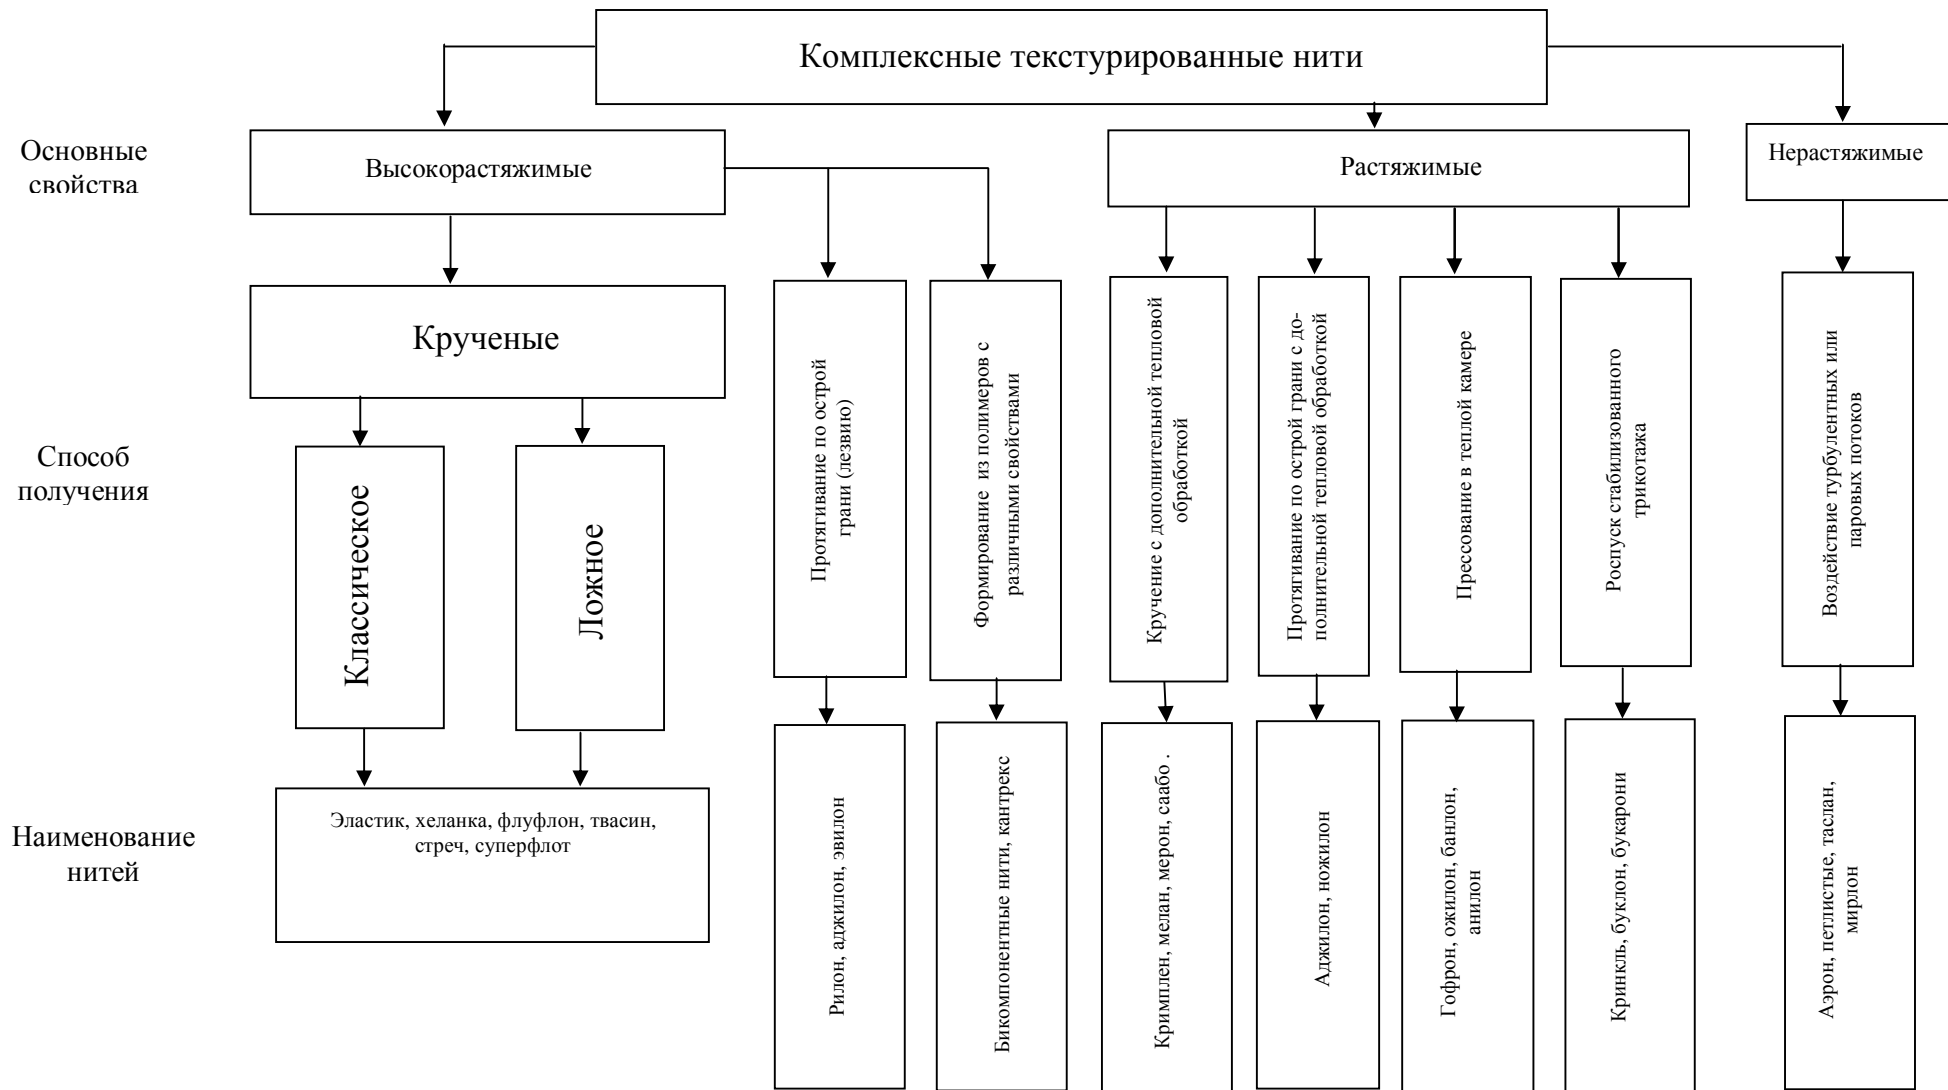 Комплексные текстурированные нити
Основные
свойства
Высокорастяжимые
Растяжимые
Нерастяжимые
Способ
получения
Крученые
Классическое
Ложное
Протягивание по острой
грани (лезвию)
Формирование из полимеров с
различными свойствами
Кручение с дополнительной тепловой
обработкой
Протягивание по острой грани с до-
полнительной тепловой обработкой
Прессование в теплой камере
Роспуск стабилизованного
трикотажа
Воздействие турбулентных или
паровых потоков
Наименование
нитей
Эластик, хеланка, флуфлон, твасин,
стреч, суперфлот
Рилон, аджилон, эвилон
Бикомпонентные нити, кантрекс
Кримплен, мелан, мерон, саабо .
Аджилон, ножилон
Гофрон, ожилон, банлон,
анилон
Кринкль, буклон, букарони
Аэрон, петлистые, таслан,
мирлон